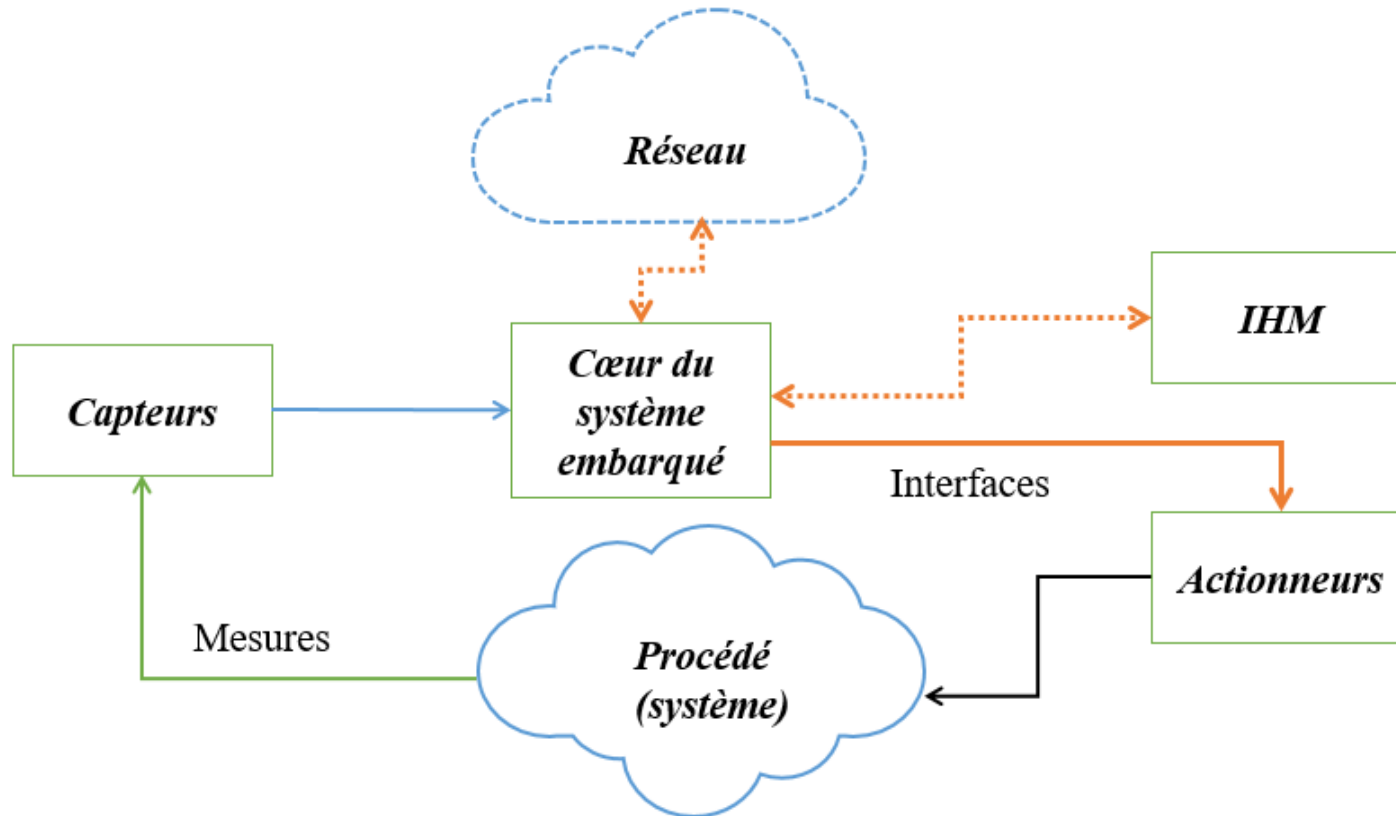 Réseau
IHM
Capteurs
Cœur du
système
embarqué
Interfaces
Actionneurs
Mesures
Procédé
(système)